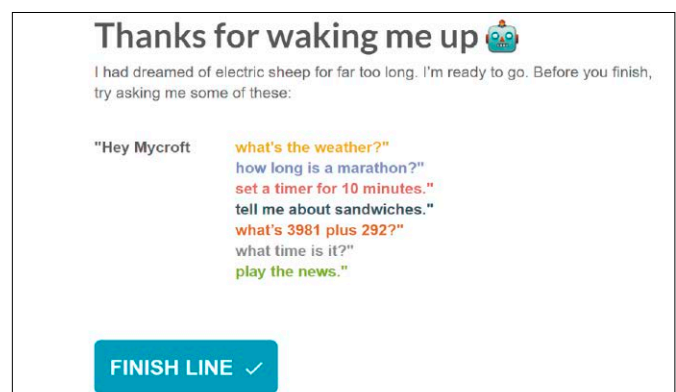 Thanks for waking me up 🤖
I had dreamed of electric sheep for far too long. I'm ready to go. Before you finish,
try asking me some of these:
"Hey Mycroft what's the weather?"
how long is a marathon?"
set a timer for 10 minutes."
tell me about sandwiches."
what's 3981 plus 292?"
what time is it?"
play the news."
FINISH LINE ✓